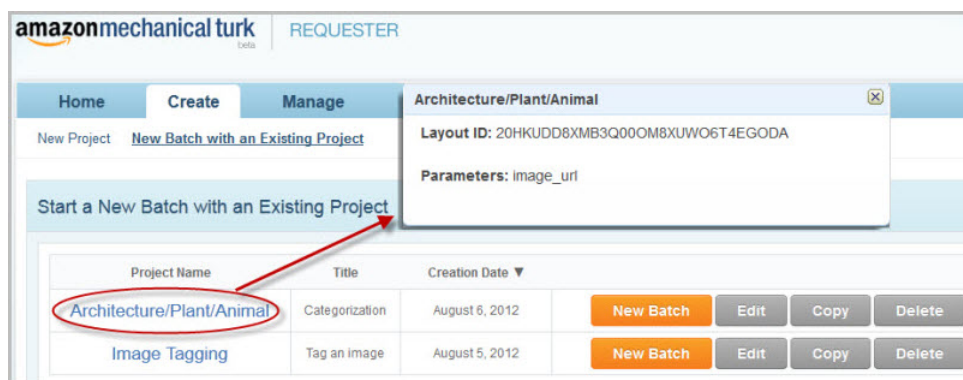 amazonmechanical turk
beta
REQUESTER
Home Create Manage
New Project New Batch with an Existing Project
Architecture/Plant/Animal
Layout ID: 20HKUDD8XMB3Q00OM8XUWO6T4EGODA
Parameters: image_url
Start a New Batch with an Existing Project
Project Name Title Creation Date ▼
Architecture/Plant/Animal Categorization August 6, 2012 New Batch Edit Copy Delete
Image Tagging Tag an image August 5, 2012 New Batch Edit Copy Delete